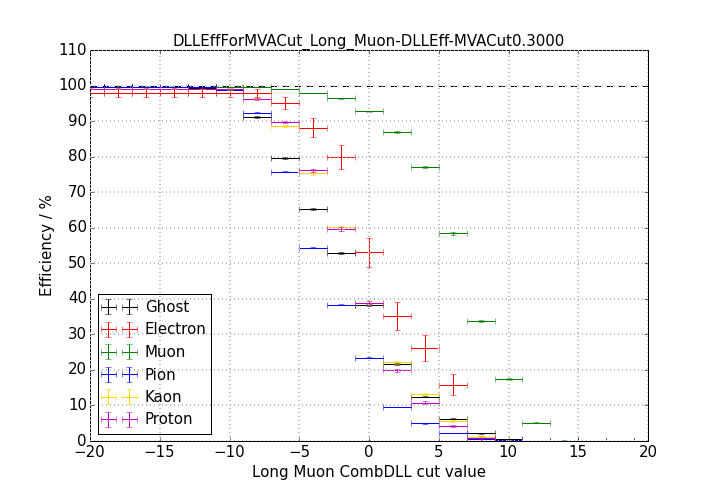 DLLEffForMVACut_Long_Muon-DLLEff-MVACut0.3000
110
100
90
80
70
60
50
40
30
20
10
0
Efficiency / %
Ghost
Electron
Muon
Pion
Kaon
Proton
−20 −15 −10 −5 0 5 10 15 20
Long Muon CombDLL cut value